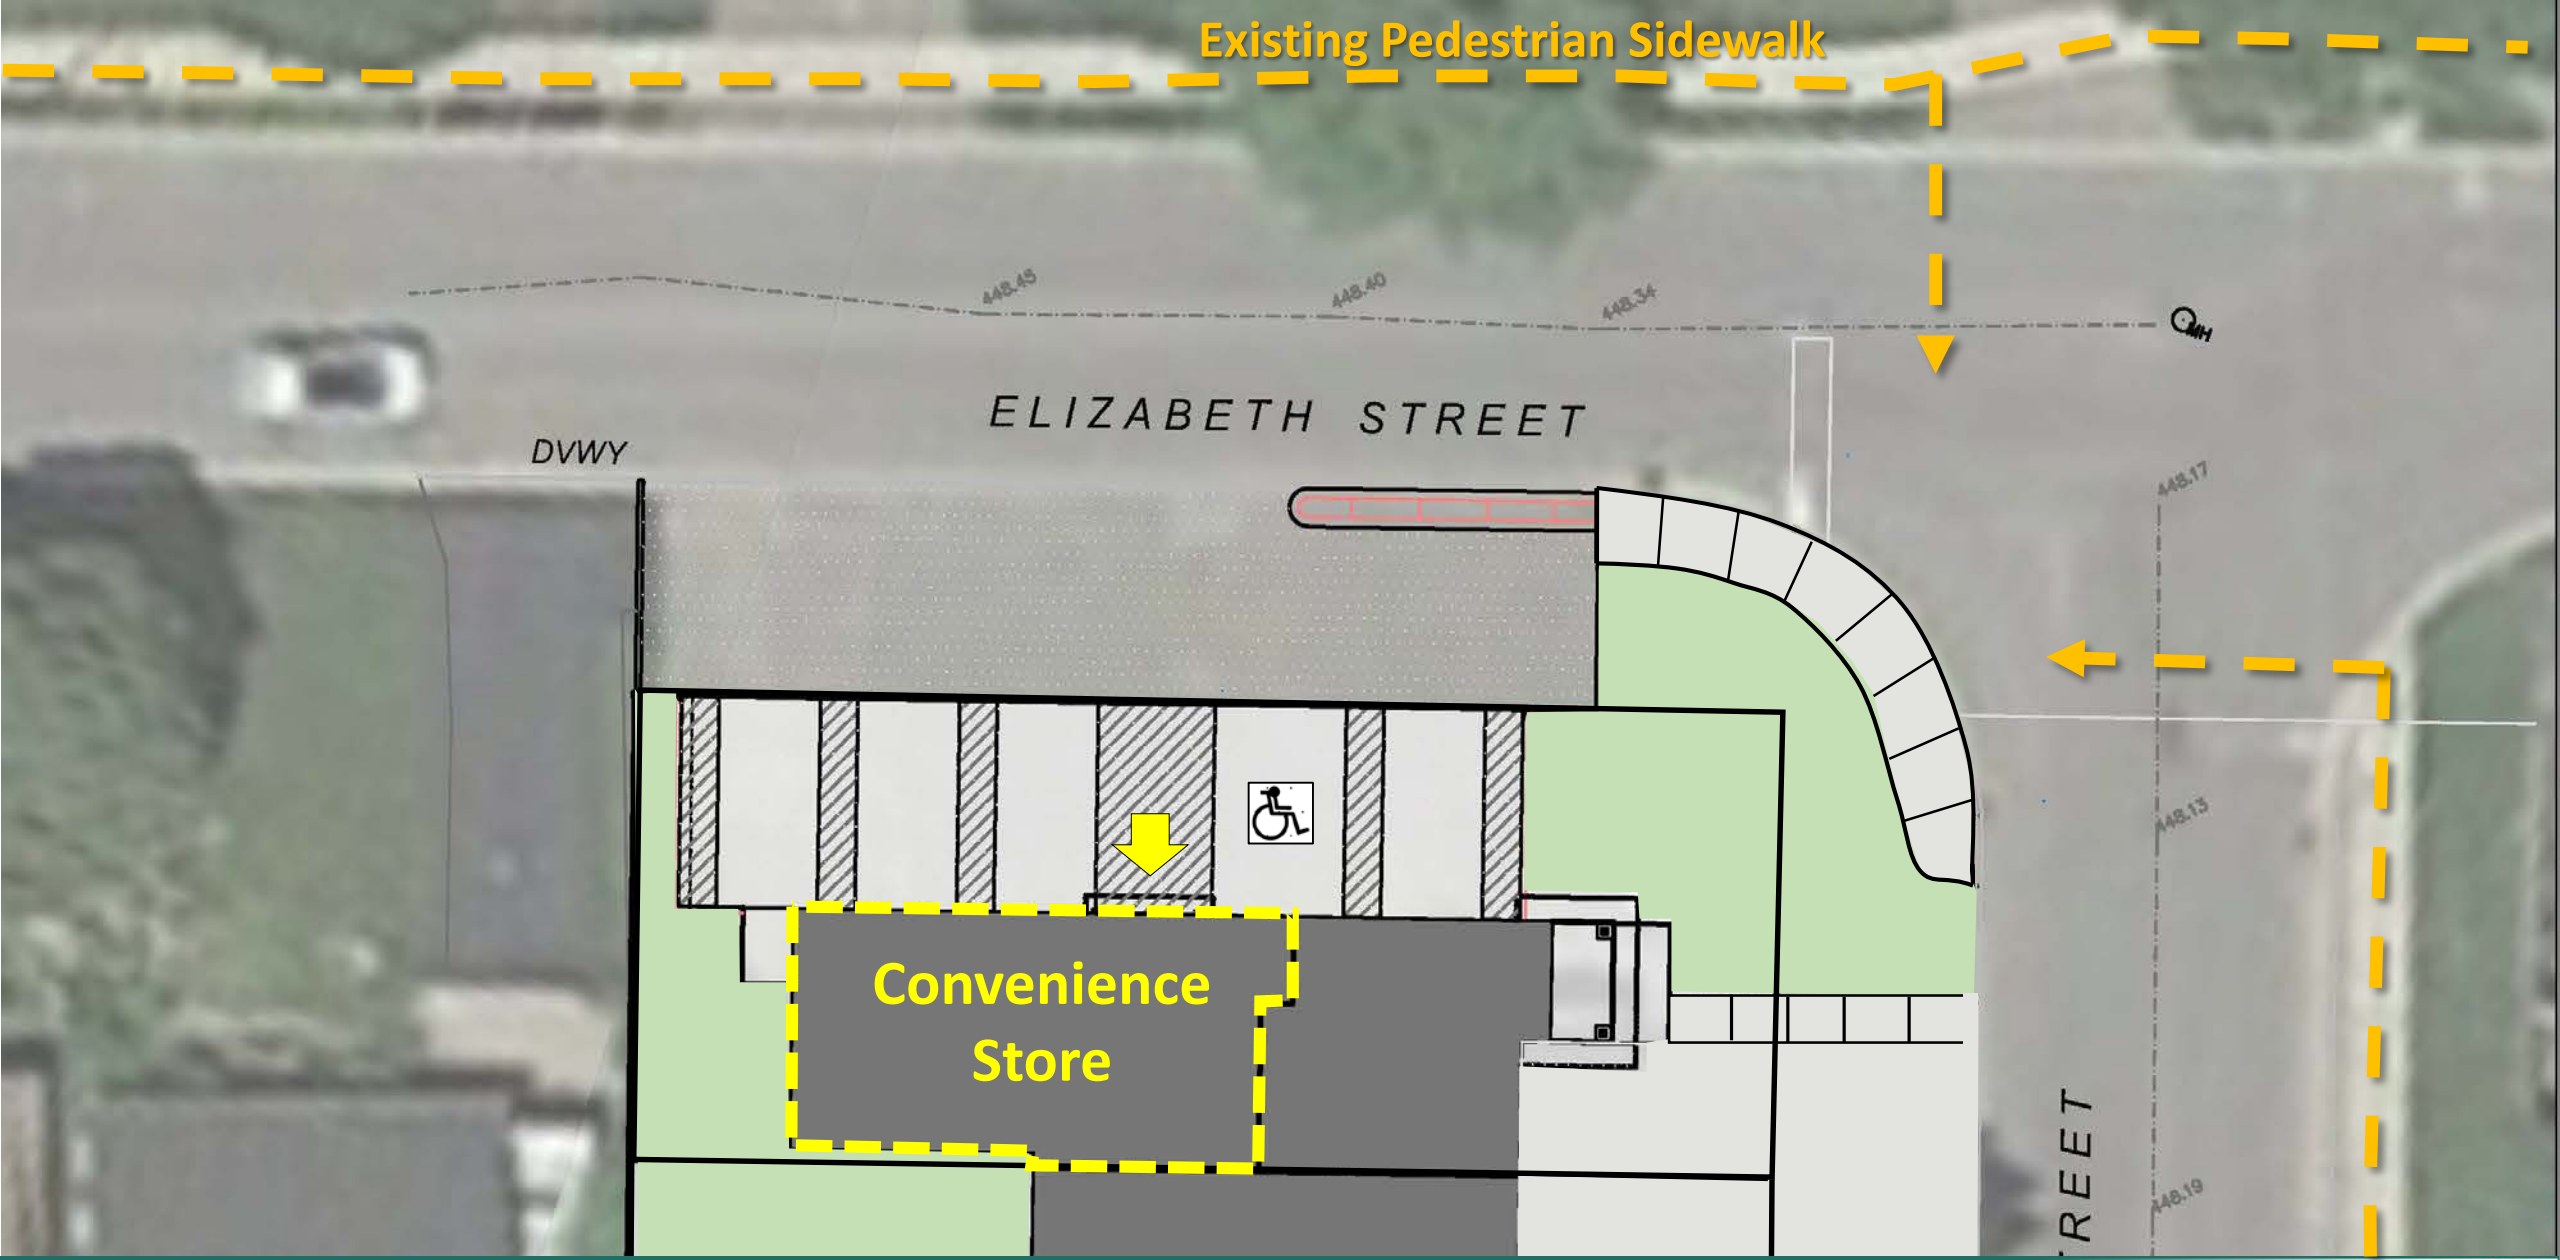 Existing Pedestrian Sidewalk
448.45
448.40
448.34
MH
ELIZABETH STREET
DVWY
448.17
448.13
Convenience
Store
448.19
REET